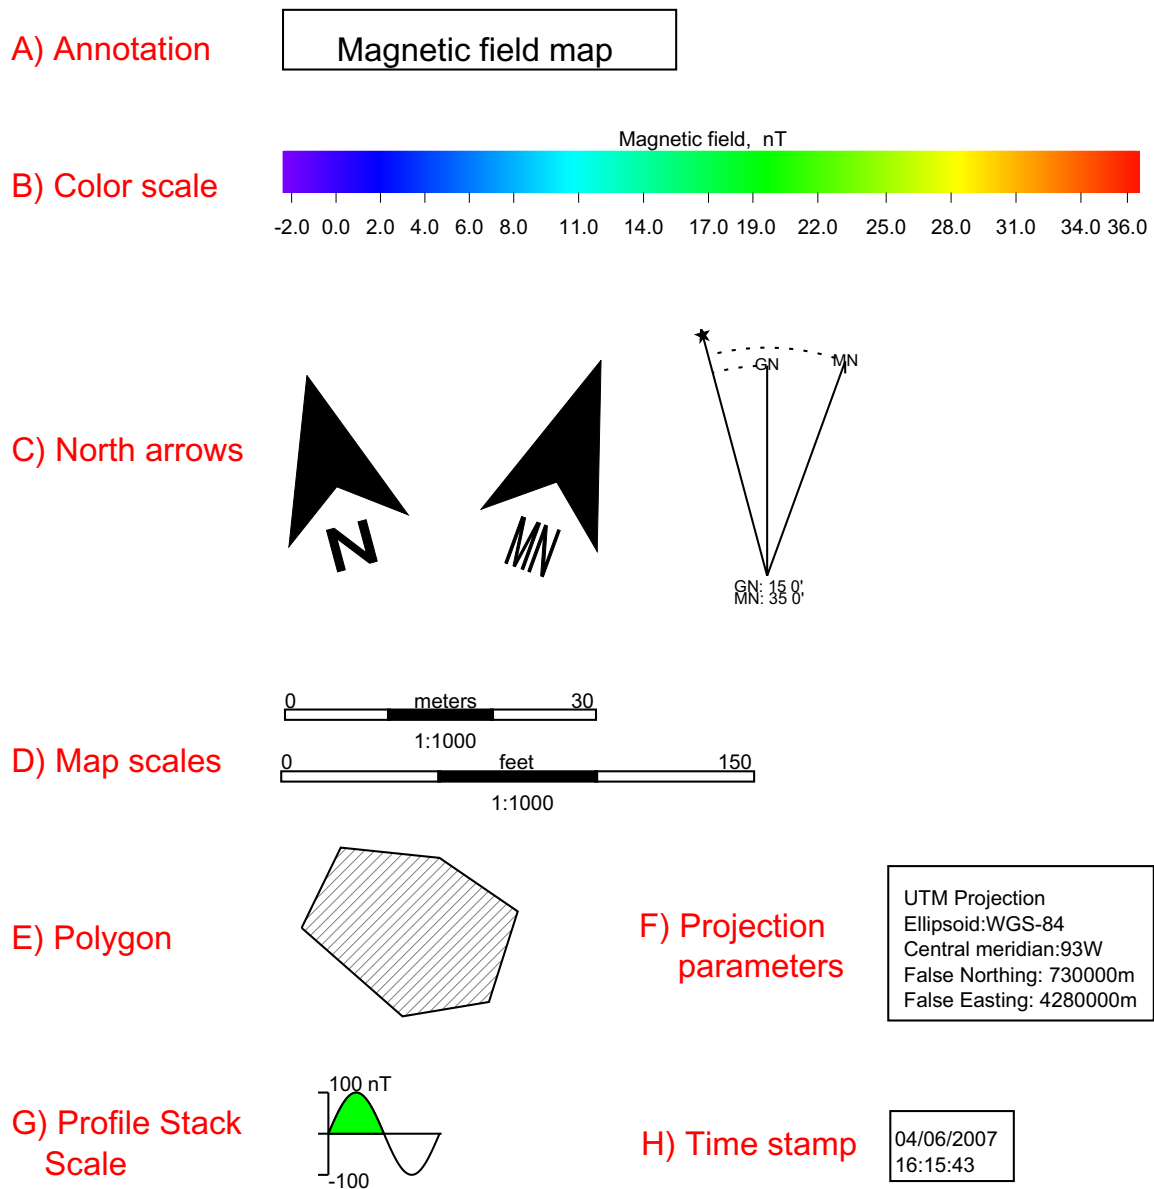 A) Annotation
Magnetic field map
Magnetic field, nT
B) Color scale
-2.0 0.0 2.0 4.0 6.0 8.0 11.0 14.0 17.0 19.0 22.0 25.0 28.0 31.0 34.0 36.0
C) North arrows
N
MN
GN
MN
GN: 15 0'
MN: 35 0'
D) Map scales
0 meters 30
1:1000
0 feet 150
1:1000
E) Polygon
F) Projection
parameters
UTM Projection
Ellipsoid:WGS-84
Central meridian:93W
False Northing: 730000m
False Easting: 4280000m
G) Profile Stack
Scale
100 nT
-100
H) Time stamp
04/06/2007
16:15:43